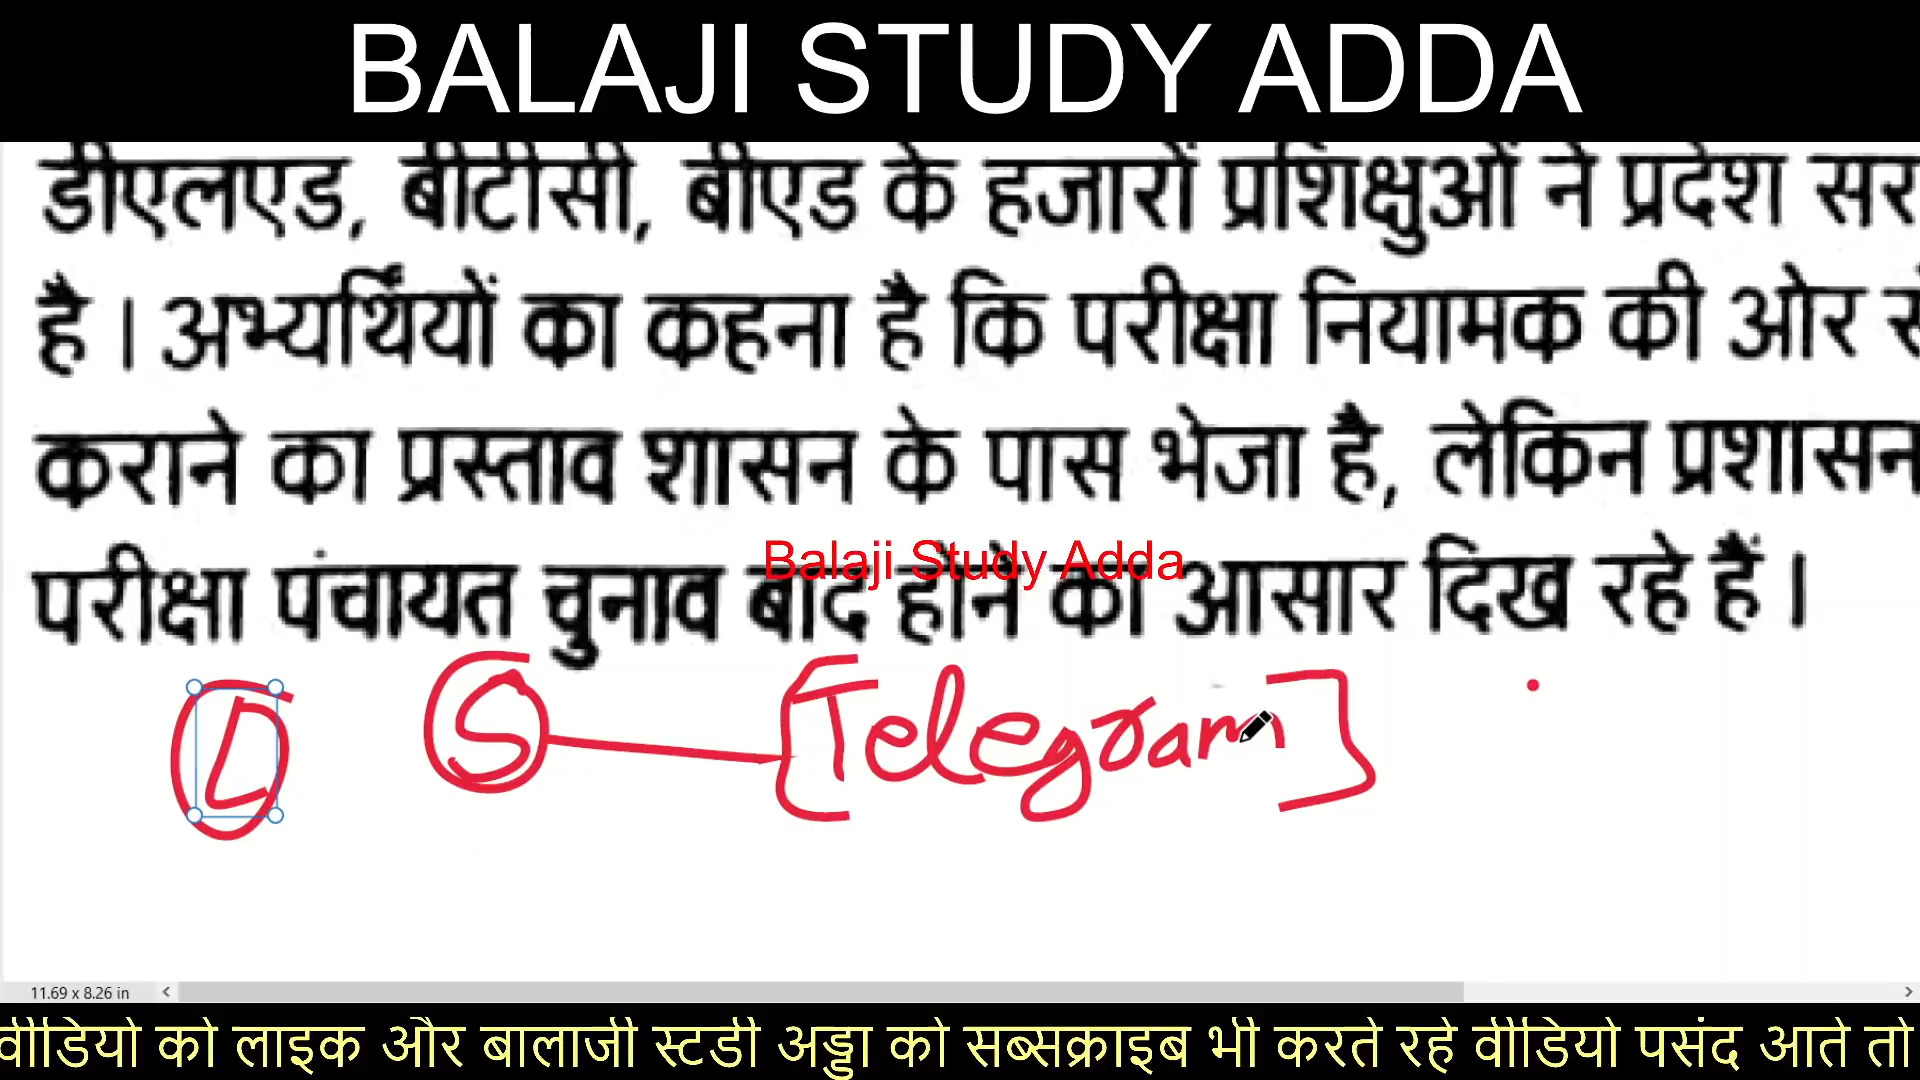 BALAJI STUDY ADDA
डीएलएड, बीटीसी, बीएड के हजारों प्रशिक्षुओं ने प्रदेश सर
है । अभ्यर्थियों का कहना है कि परीक्षा नियामक की ओर से
कराने का प्रस्ताव शासन के पास भेजा है, लेकिन प्रशासन
Balaji Study Adda
परीक्षा पंचायत चुनाव बाद होने का आसार दिख रहे हैं ।
D S [Telegram]
11.69 x 8.26 in
वीडियो को लाइक और बालाजी स्टडी अड्डा को सब्सक्राइब भी करते रहे वीडियो पसंद आते तो